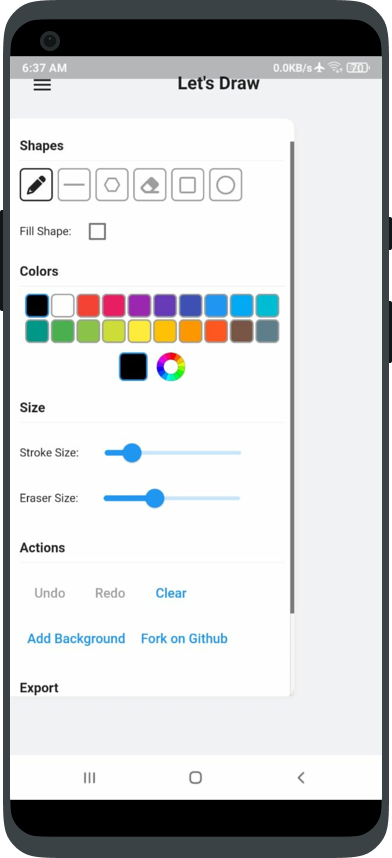 6:37 AM 0.0KB/s 70
Let's Draw
Shapes
Fill Shape:
Colors
Size
Stroke Size:
Eraser Size:
Actions
Undo Redo Clear
Add Background Fork on Github
Export